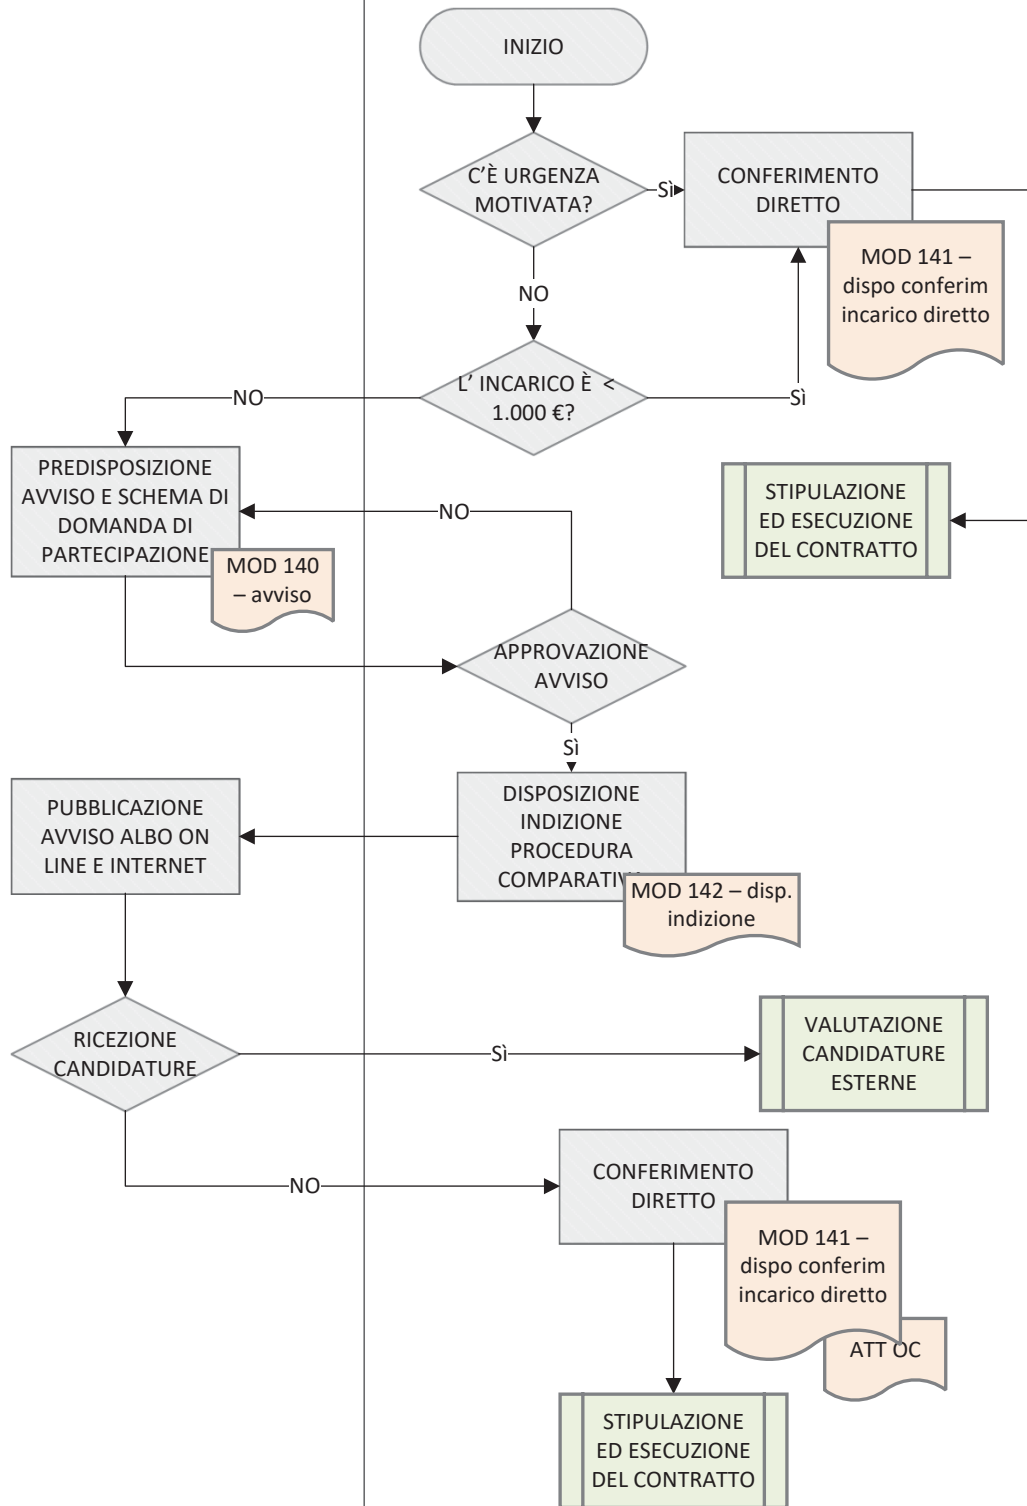 INIZIO
C'È URGENZA
MOTIVATA?
Sì
CONFERIMENTO
DIRETTO
MOD 141 –
dispo conferim
incarico diretto
NO
L' INCARICO È <
1.000 €?
NO
Sì
PREDISPOSIZIONE
AVVISO E SCHEMA DI
DOMANDA DI
PARTECIPAZIONE
MOD 140
– avviso
NO
STIPULAZIONE
ED ESECUZIONE
DEL CONTRATTO
APPROVAZIONE
AVVISO
Sì
PUBBLICAZIONE
AVVISO ALBO ON
LINE E INTERNET
DISPOSIZIONE
INDIZIONE
PROCEDURA
COMPARATIVA
MOD 142 – disp.
indizione
RICEZIONE
CANDIDATURE
Sì
VALUTAZIONE
CANDIDATURE
ESTERNE
NO
CONFERIMENTO
DIRETTO
MOD 141 –
dispo conferim
incarico diretto
ATT OC
STIPULAZIONE
ED ESECUZIONE
DEL CONTRATTO